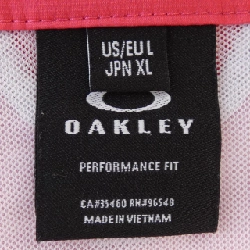 US/EU L
JPN XL
OAKLEY
PERFORMANCE FIT
CA#35460 RN#96548
MADE IN VIETNAM